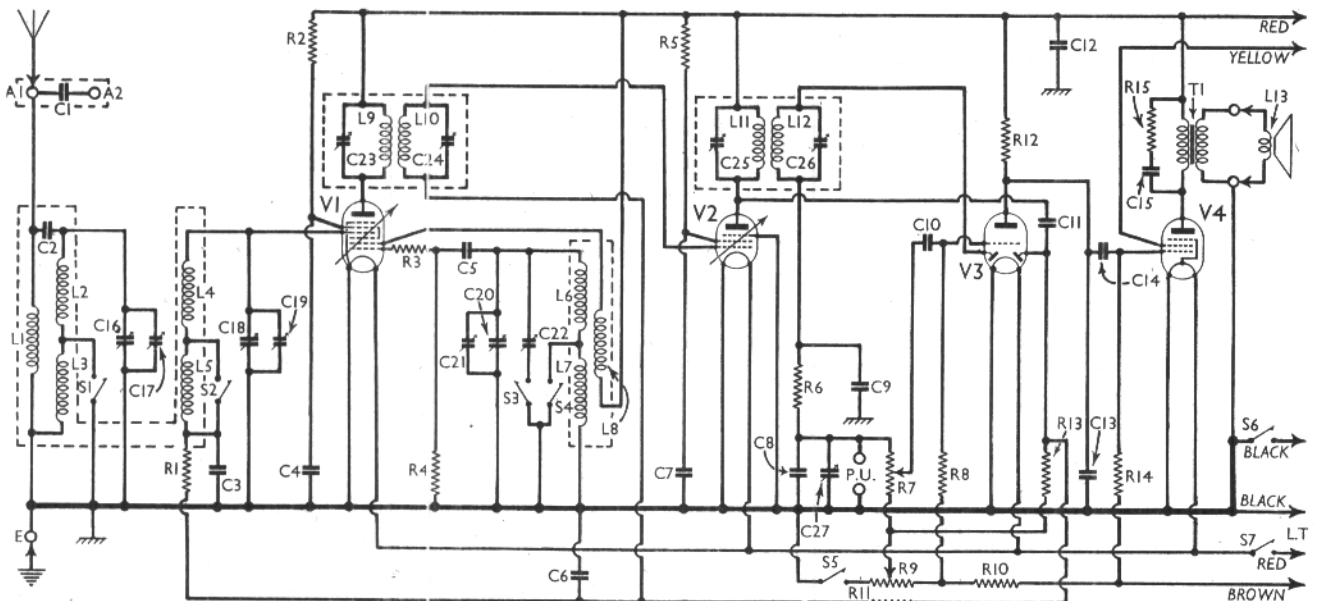 R2
R5
RED
YELLOW
C12
A1
C1
A2
R15
T1
L13
L9
L10
L11
L12
R12
C23
C24
C25
C26
C15
V1
V2
V3
V4
C2
R3
C5
C10
C11
C14
L2
L4
C19
L6
C20
C16
C18
C22
L1
L3
S1
C17
L5
S2
C21
L7
S3
S4
L8
R6
C9
R13
C13
S6
BLACK
R1
C3
C4
R4
C7
C8
P.U.
R7
R8
R14
C27
BLACK
E
S7
L.T
RED
C6
S5
R9
R10
R11
BROWN